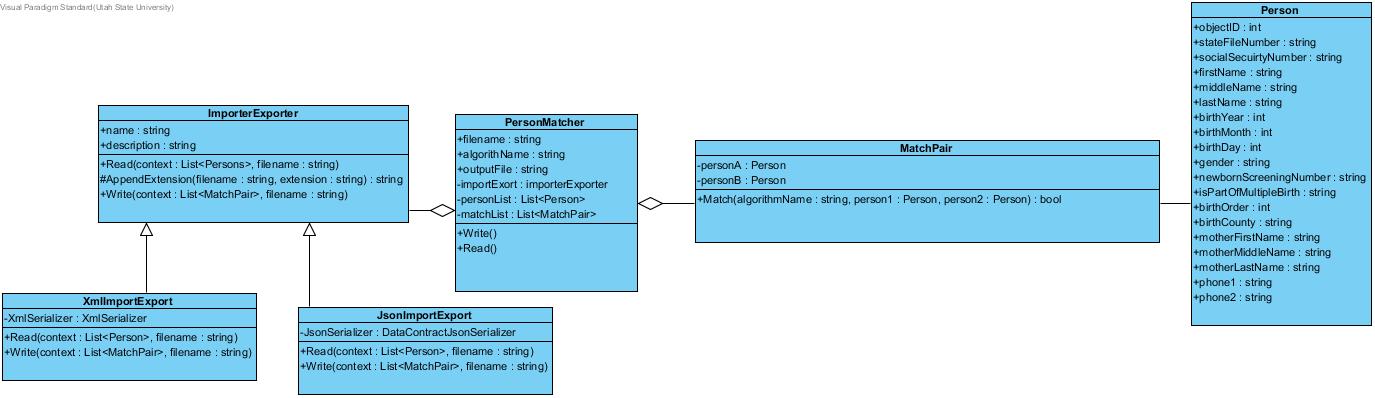 Visual Paradigm Standard(Utah State University)
ImporterExporter
+name : string
+description : string
+Read(context : List<Persons>, filename : string)
#AppendExtension(filename : string, extension : string) : string
+Write(context : List<MatchPair>, filename : string)
XmlImportExport
-XmlSerializer : XmlSerializer
+Read(context : List<Person>, filename : string)
+Write(context : List<MatchPair>, filename : string)
JsonImportExport
-JsonSerializer : DataContractJsonSerializer
+Read(context : List<Person>, filename : string)
+Write(context : List<MatchPair>, filename : string)
PersonMatcher
+filename : string
+algorithName : string
+outputFile : string
-importExort : importerExporter
-personList : List<Person>
-matchList : List<MatchPair>
+Write()
+Read()
MatchPair
-personA : Person
-personB : Person
+Match(algorithmName : string, person1 : Person, person2 : Person) : bool
Person
+objectID : int
+stateFileNumber : string
+socialSecuirtyNumber : string
+firstName : string
+middleName : string
+lastName : string
+birthYear : int
+birthMonth : int
+birthDay : int
+gender : string
+newbornScreeningNumber : string
+isPartOfMultipleBirth : string
+birthOrder : int
+birthCounty : string
+motherFirstName : string
+motherMiddleName : string
+motherLastName : string
+phone1 : string
+phone2 : string